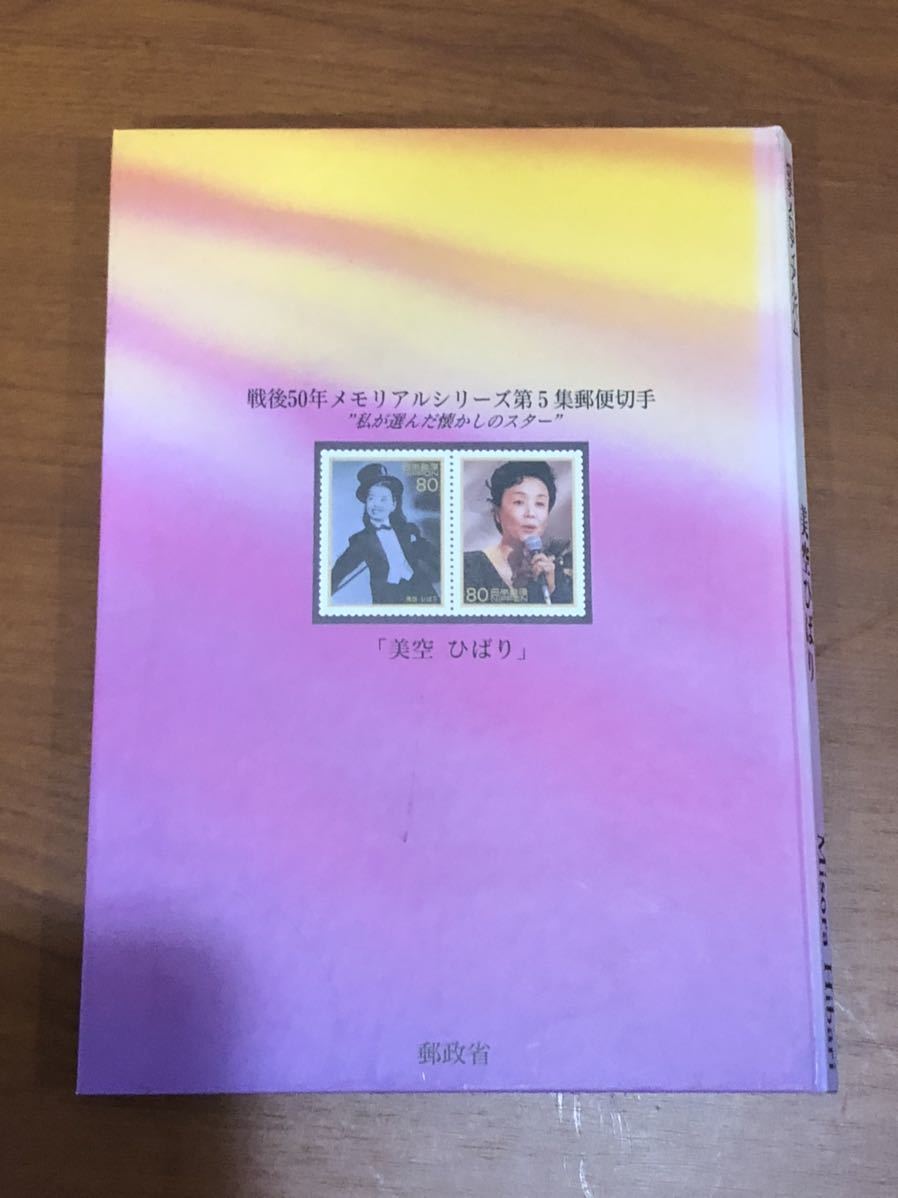 戦後50年メモリアルシリーズ第5集郵便切手
"私が選んだ懐かしのスター"
日本郵便
NIPPON
80
美空 ひばり
80
日本郵便
NIPPON
「美空 ひばり」
郵政省
美空ひばり
Misora Hibari